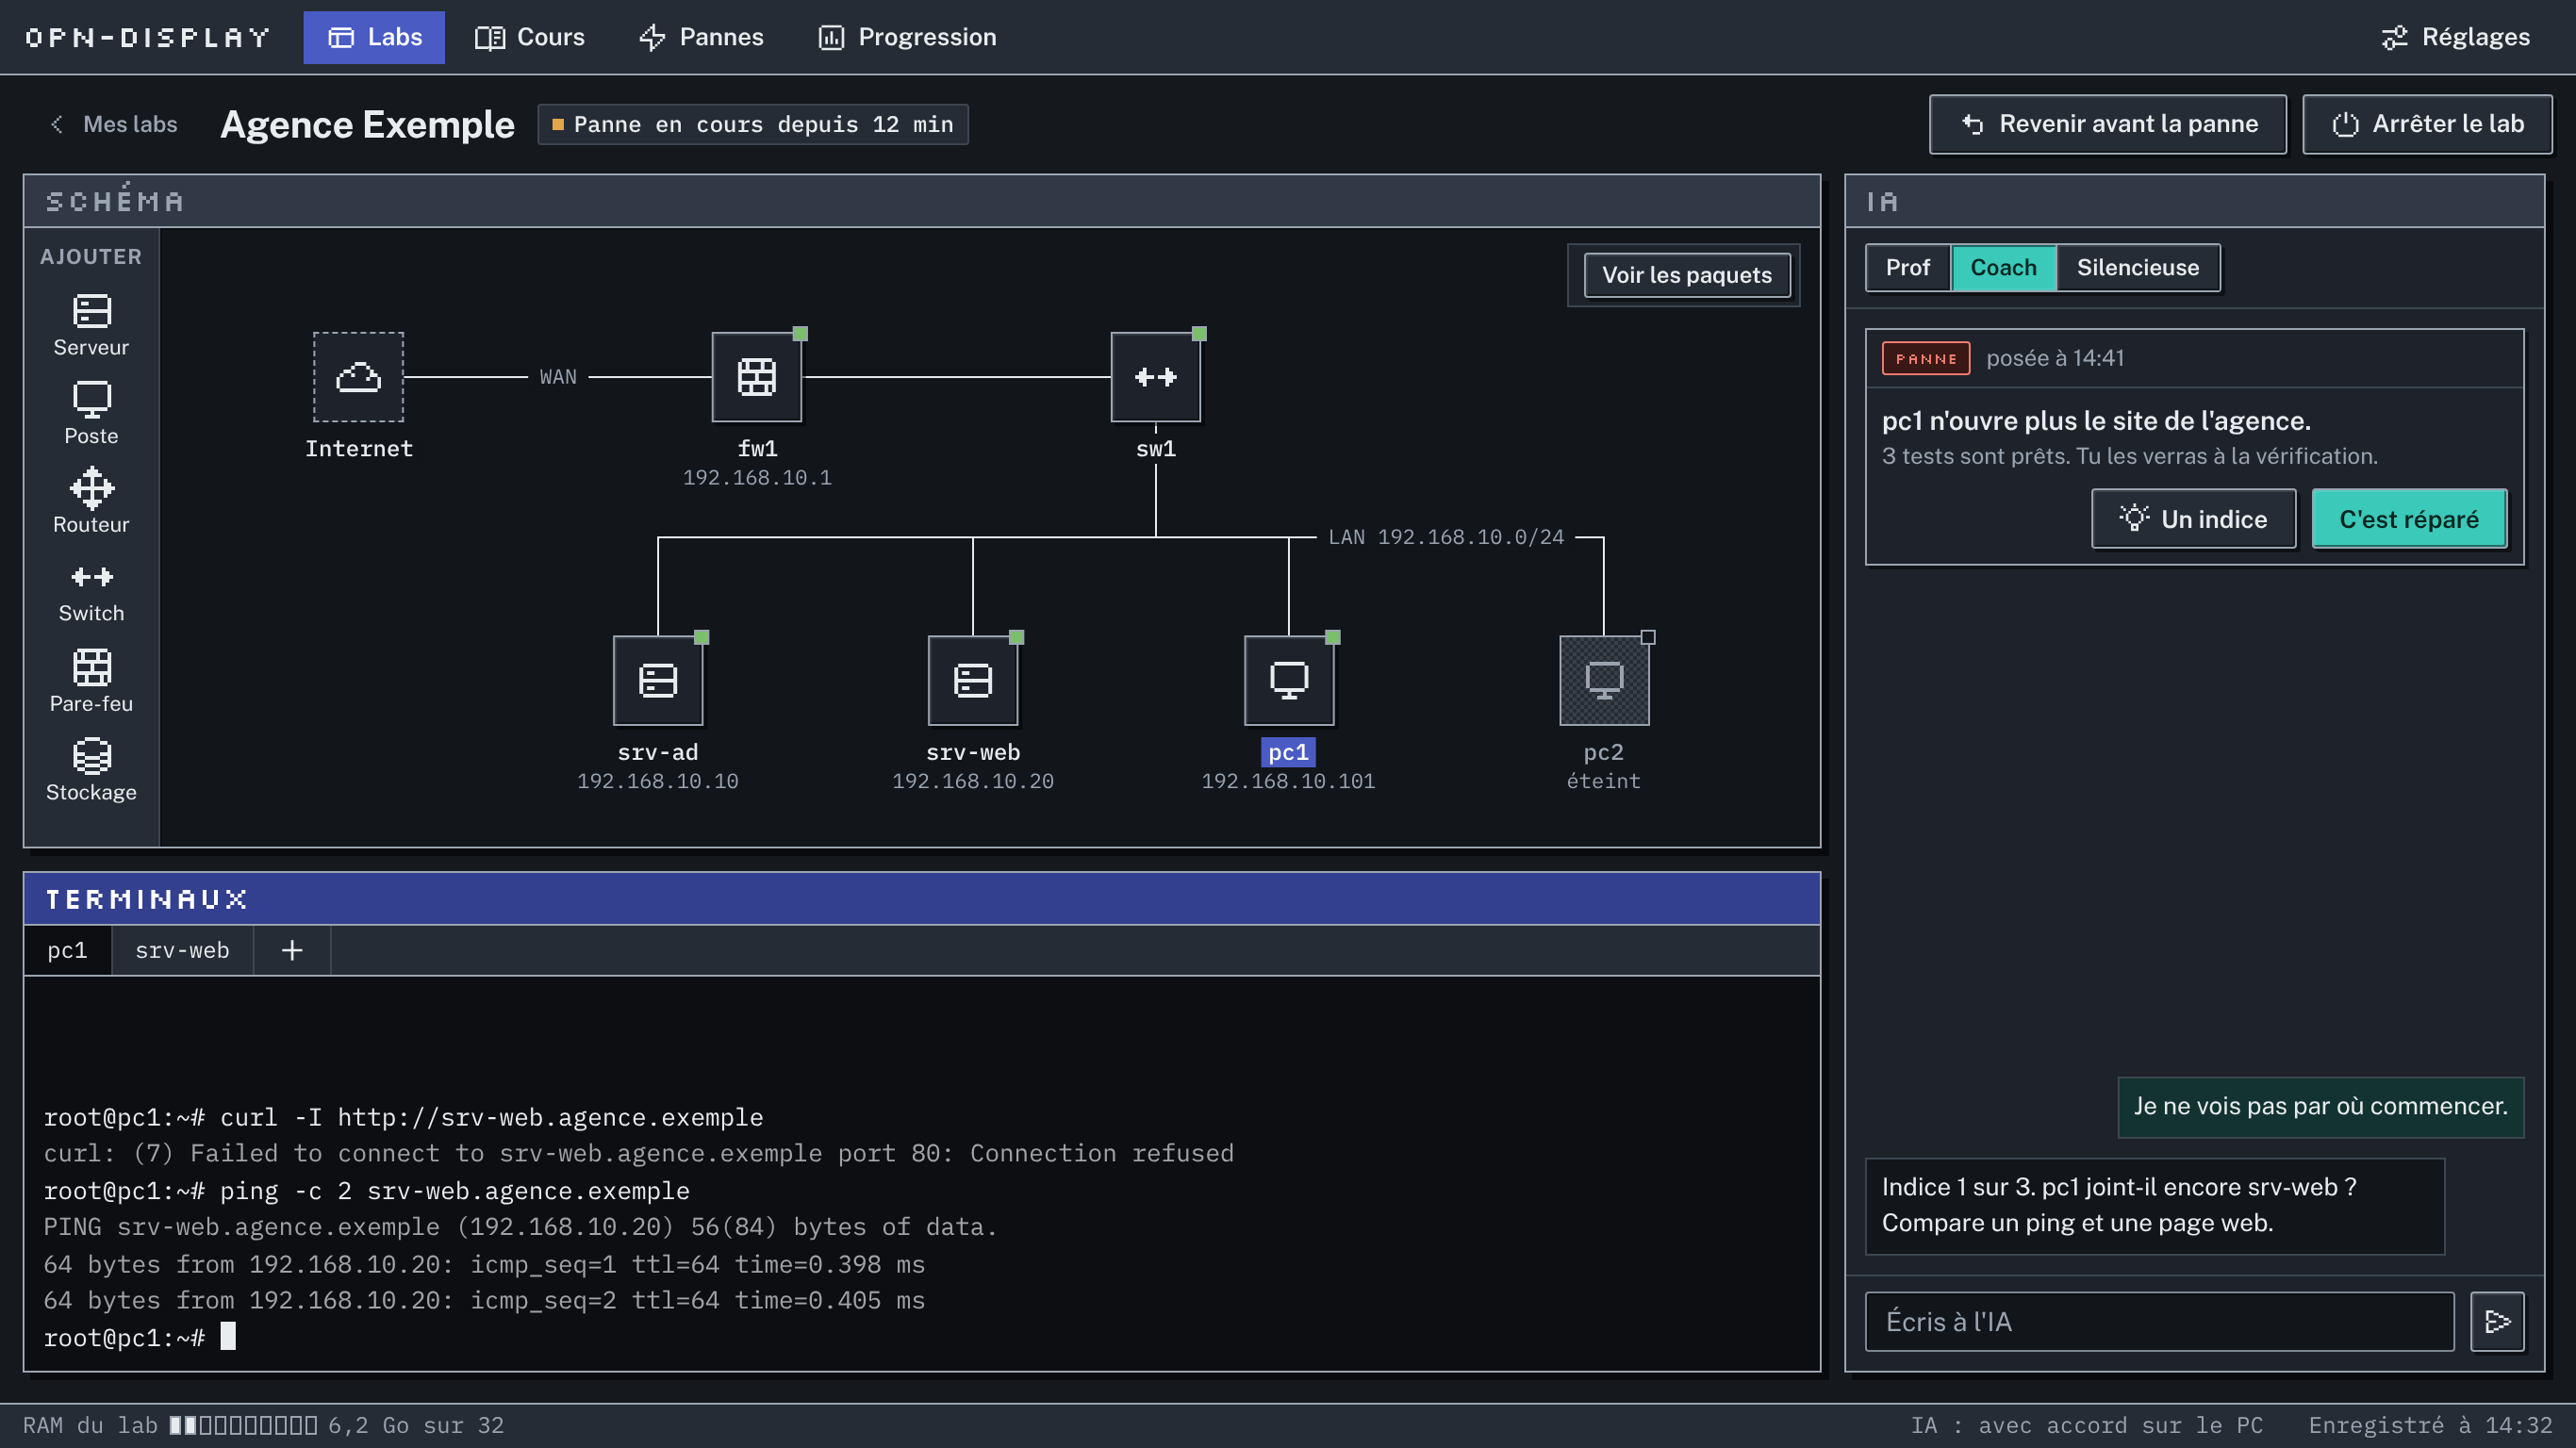 OPN-DISPLAY
Labs
Cours
Pannes
Progression
Réglages
Mes labs
Agence Exemple
Panne en cours depuis 12 min
Revenir avant la panne
Arrêter le lab
SCHÉMA
AJOUTER
Serveur
Poste
Routeur
Switch
Pare-feu
Stockage
Voir les paquets
WAN
Internet
fw1
192.168.10.1
sw1
LAN 192.168.10.0/24
srv-ad
192.168.10.10
srv-web
192.168.10.20
pc1
192.168.10.101
pc2
éteint
TERMINAUX
pc1
srv-web
+
root@pc1:~# curl -I http://srv-web.agence.exemple
curl: (7) Failed to connect to srv-web.agence.exemple port 80: Connection refused
root@pc1:~# ping -c 2 srv-web.agence.exemple
PING srv-web.agence.exemple (192.168.10.20) 56(84) bytes of data.
64 bytes from 192.168.10.20: icmp_seq=1 ttl=64 time=0.398 ms
64 bytes from 192.168.10.20: icmp_seq=2 ttl=64 time=0.405 ms
root@pc1:~#
IA
Prof
Coach
Silencieuse
PANNE
posée à 14:41
pc1 n'ouvre plus le site de l'agence.
3 tests sont prêts. Tu les verras à la vérification.
Un indice
C'est réparé
Je ne vois pas par où commencer.
Indice 1 sur 3. pc1 joint-il encore srv-web ?
Compare un ping et une page web.
Écris à l'IA
RAM du lab
6,2 Go sur 32
IA : avec accord sur le PC
Enregistré à 14:32